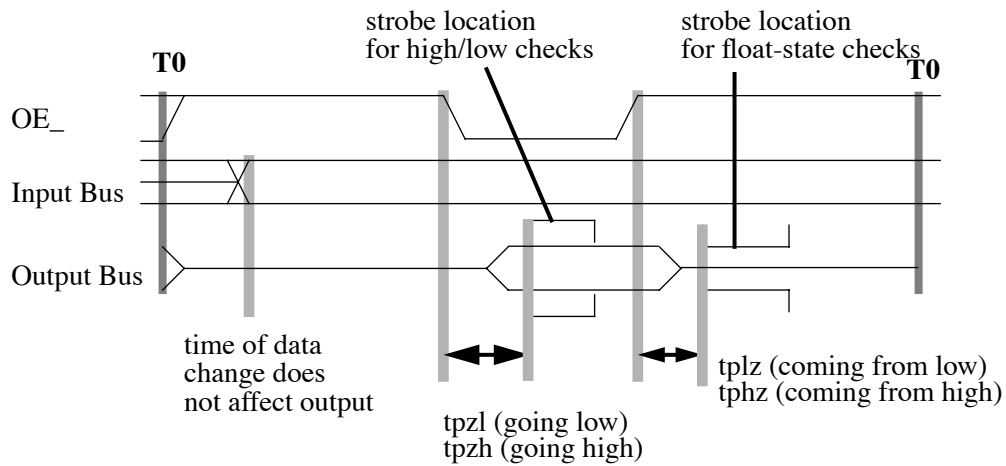 strobe location
for high/low checks
strobe location
for float-state checks
T0
T0
OE_
Input Bus
Output Bus
time of data
change does
not affect output
tplz (coming from low)
tphz (coming from high)
tpzl (going low)
tpzh (going high)